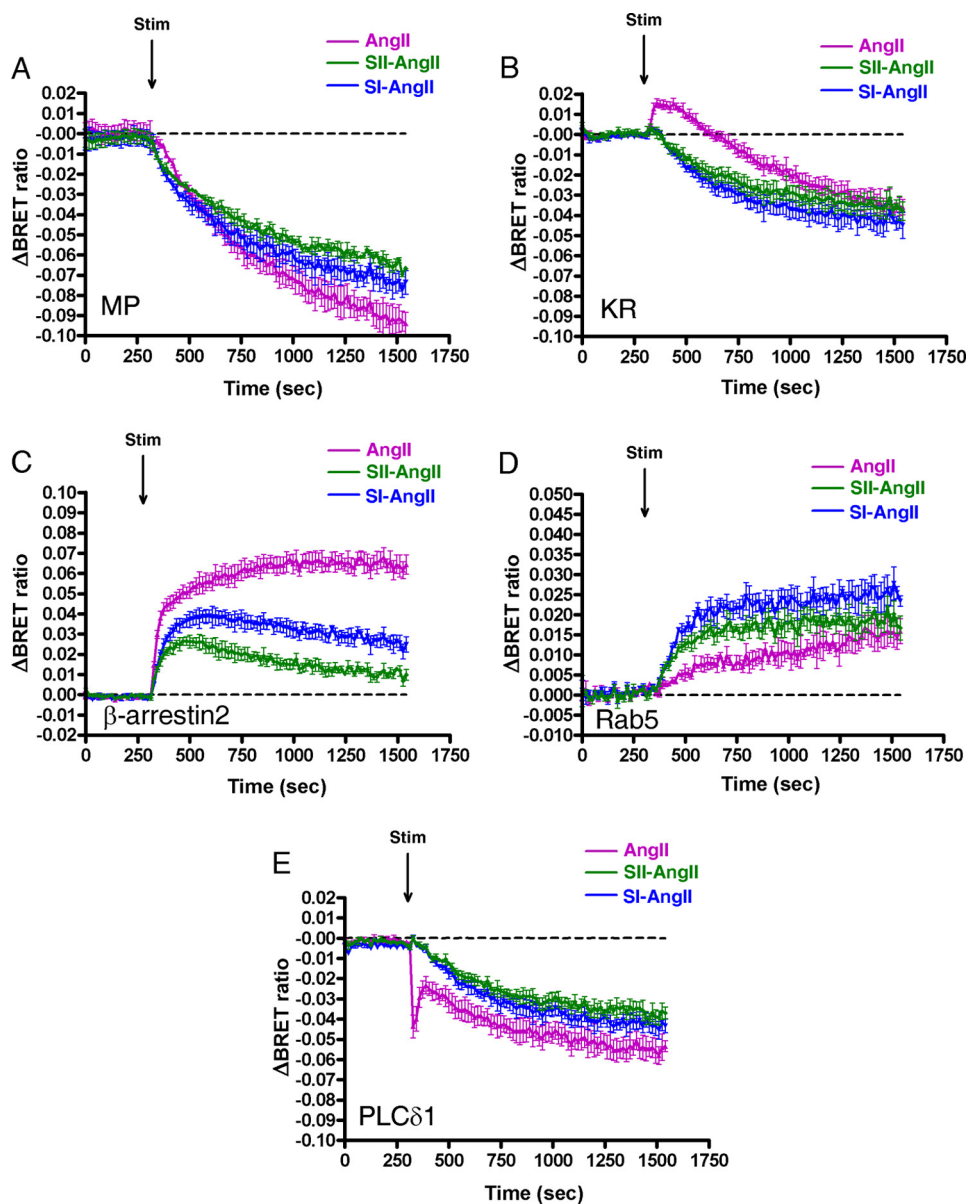 Stim
AngII
SII-AngII
SI-AngII
A
0.02
0.01
-0.00
-0.01
-0.02
-0.03
-0.04
-0.05
-0.06
-0.07
-0.08
-0.09
-0.10
ΔBRET ratio
MP
0 250 500 750 1000 1250 1500 1750
Time (sec)
Stim
AngII
SII-AngII
SI-AngII
B
0.02
0.01
-0.00
-0.01
-0.02
-0.03
-0.04
-0.05
-0.06
-0.07
-0.08
-0.09
-0.10
ΔBRET ratio
KR
0 250 500 750 1000 1250 1500 1750
Time (sec)
Stim
AngII
SII-AngII
SI-AngII
C
0.10
0.09
0.08
0.07
0.06
0.05
0.04
0.03
0.02
0.01
0.00
-0.01
-0.02
ΔBRET ratio
β-arrestin2
0 250 500 750 1000 1250 1500 1750
Time (sec)
Stim
AngII
SII-AngII
SI-AngII
D
0.050
0.045
0.040
0.035
0.030
0.025
0.020
0.015
0.010
0.005
0.000
-0.005
-0.010
ΔBRET ratio
Rab5
0 250 500 750 1000 1250 1500 1750
Time (sec)
Stim
AngII
SII-AngII
SI-AngII
E
0.02
0.01
-0.00
-0.01
-0.02
-0.03
-0.04
-0.05
-0.06
-0.07
-0.08
-0.09
-0.10
ΔBRET ratio
PLCδ1
0 250 500 750 1000 1250 1500 1750
Time (sec)